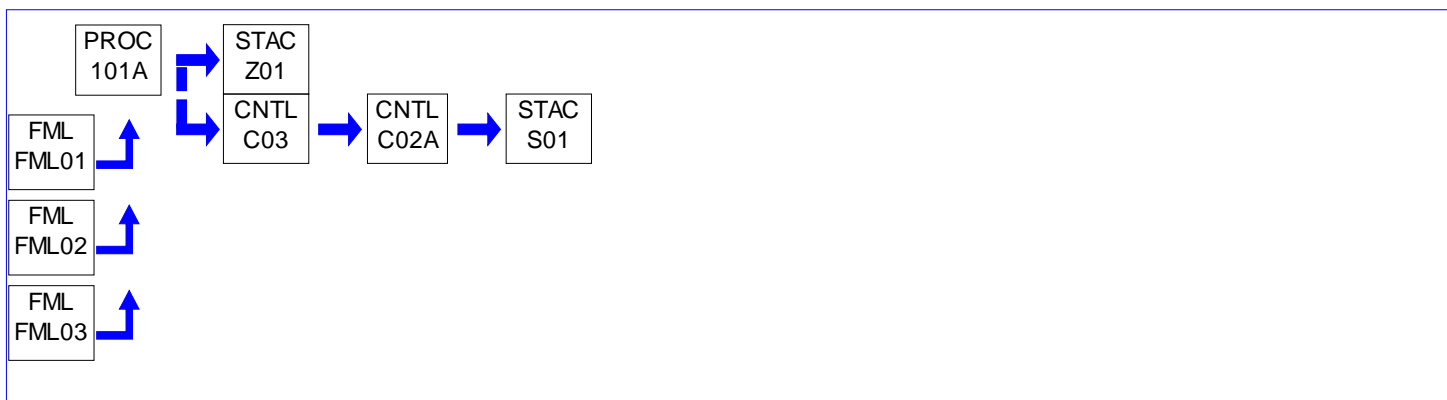 PROC
101A
STAC
Z01
CNTL
C03
CNTL
C02A
STAC
S01
FML
FML01
FML
FML02
FML
FML03